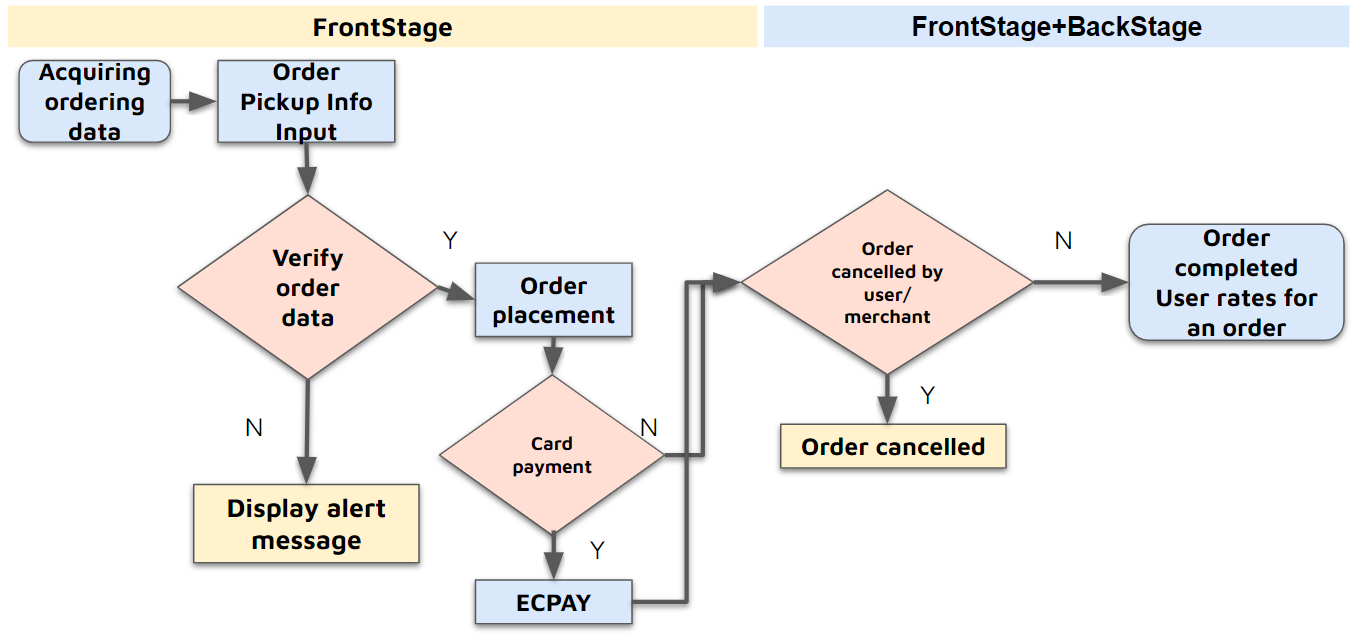 FrontStage
FrontStage+BackStage
Acquiring
ordering
data
Order
Pickup Info
Input
Verify
order
data
Y
N
Display alert
message
Order
placement
Card
payment
N
Y
ECPAY
Order
cancelled by
user/
merchant
N
Y
Order cancelled
Order
completed
User rates for
an order